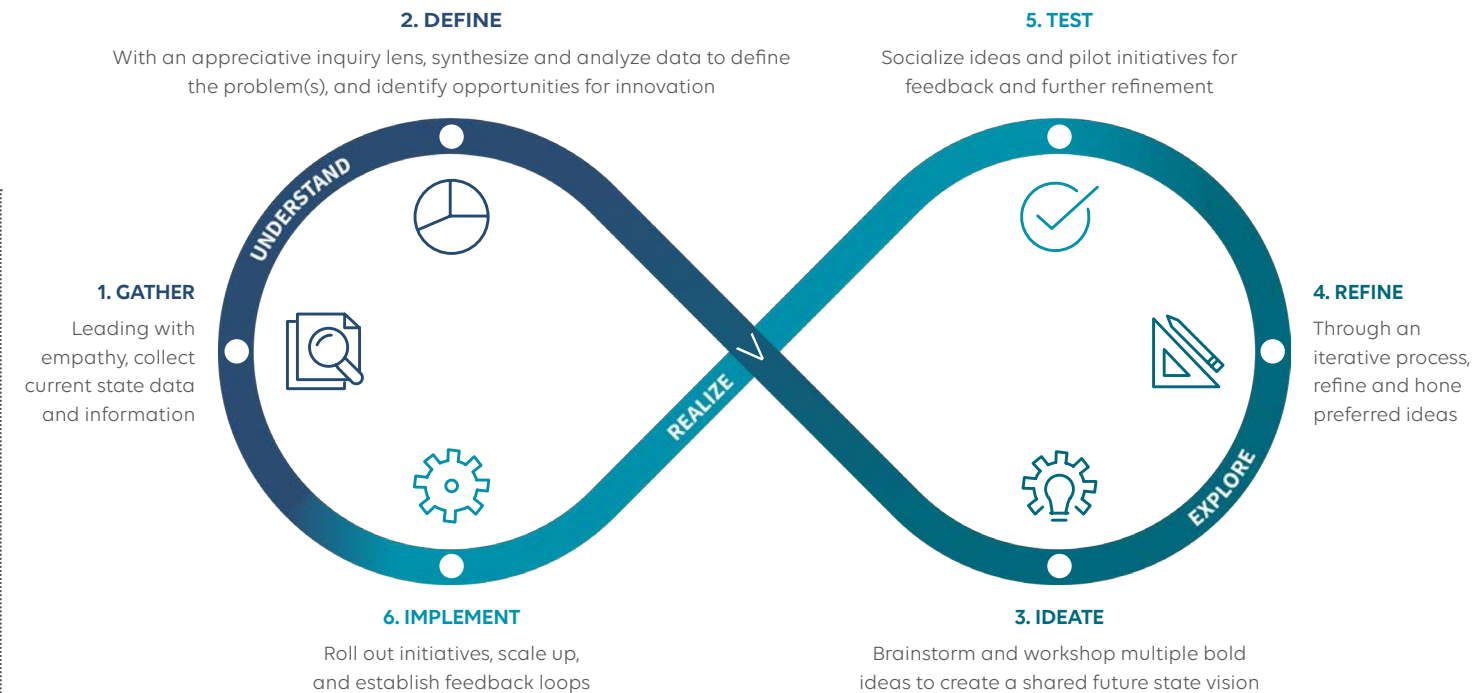 2. DEFINE
With an appreciative inquiry lens, synthesize and analyze data to define
the problem(s), and identify opportunities for innovation
5. TEST
Socialize ideas and pilot initiatives for
feedback and further refinement
UNDERSTAND
1. GATHER
Leading with
empathy, collect
current state data
and information
4. REFINE
Through an
iterative process,
refine and hone
preferred ideas
REALIZE
EXPLORE
6. IMPLEMENT
Roll out initiatives, scale up,
and establish feedback loops
3. IDEATE
Brainstorm and workshop multiple bold
ideas to create a shared future state vision